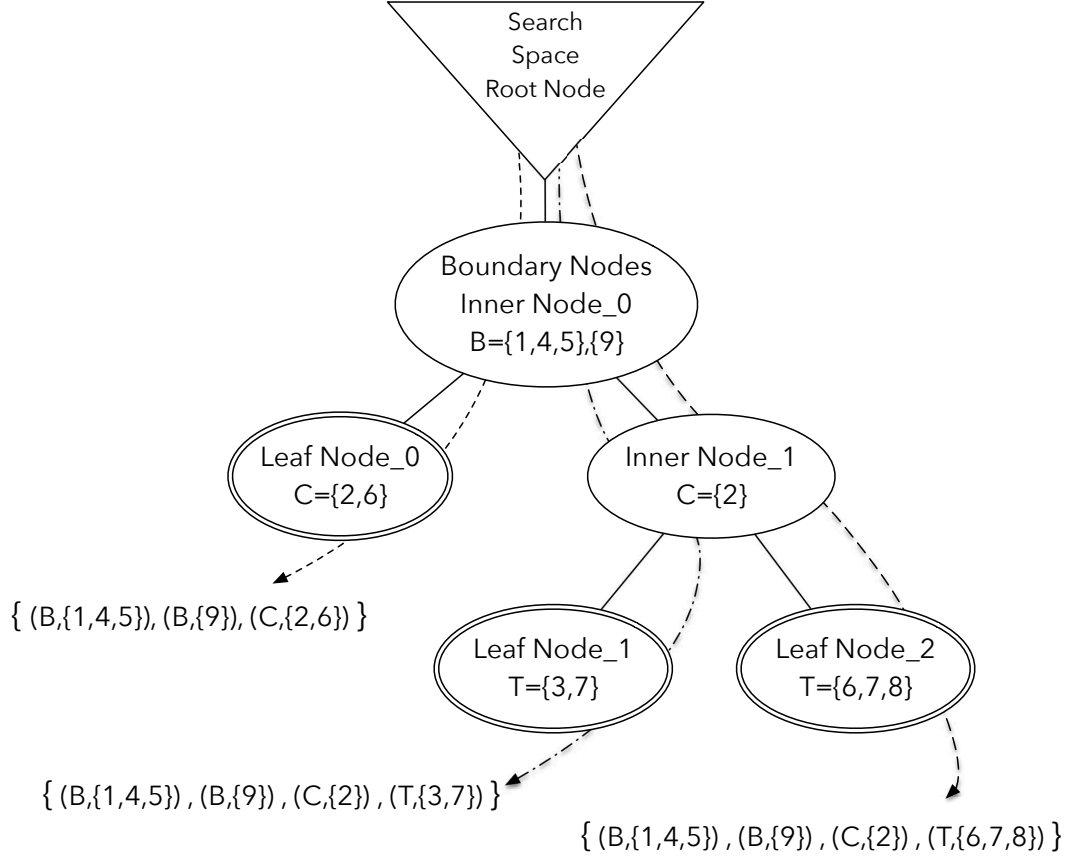 Search
Space
Root Node
Boundary Nodes
Inner Node_0
B={1,4,5},{9}
Leaf Node_0
C={2,6}
Inner Node_1
C={2}
{ (B,{1,4,5}), (B,{9}), (C,{2,6}) }
Leaf Node_1
T={3,7}
Leaf Node_2
T={6,7,8}
{ (B,{1,4,5}) , (B,{9}) , (C,{2}) , (T,{3,7}) }
{ (B,{1,4,5}) , (B,{9}) , (C,{2}) , (T,{6,7,8}) }